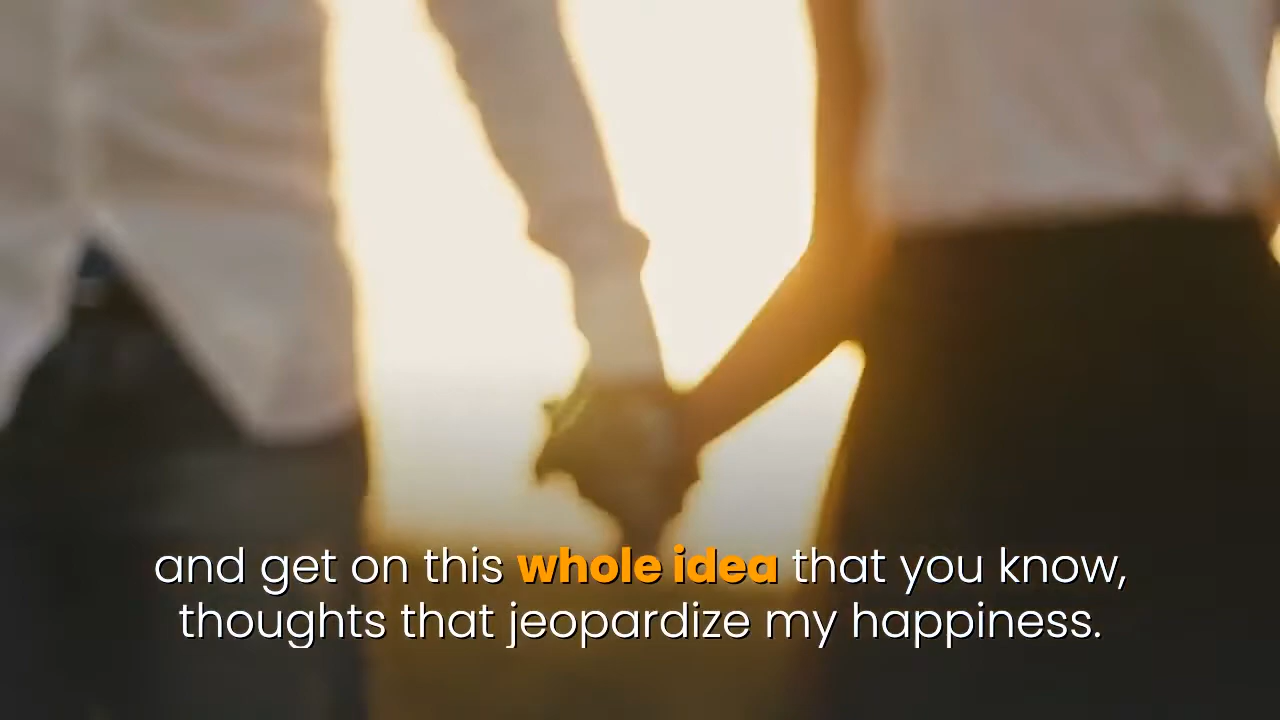 and get on this whole idea that you know,
thoughts that jeopardize my happiness.